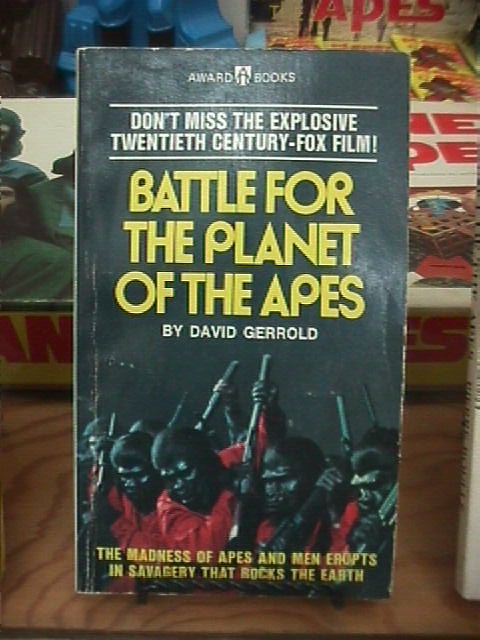 APES
AWARD BOOKS
DON'T MISS THE EXPLOSIVE
TWENTIETH CENTURY-FOX FILM!
BATTLE FOR
THE PLANET
OF THE APES
BY DAVID GERROLD
THE MADNESS OF APES AND MEN ERUPTS
IN SAVAGERY THAT ROCKS THE EARTH